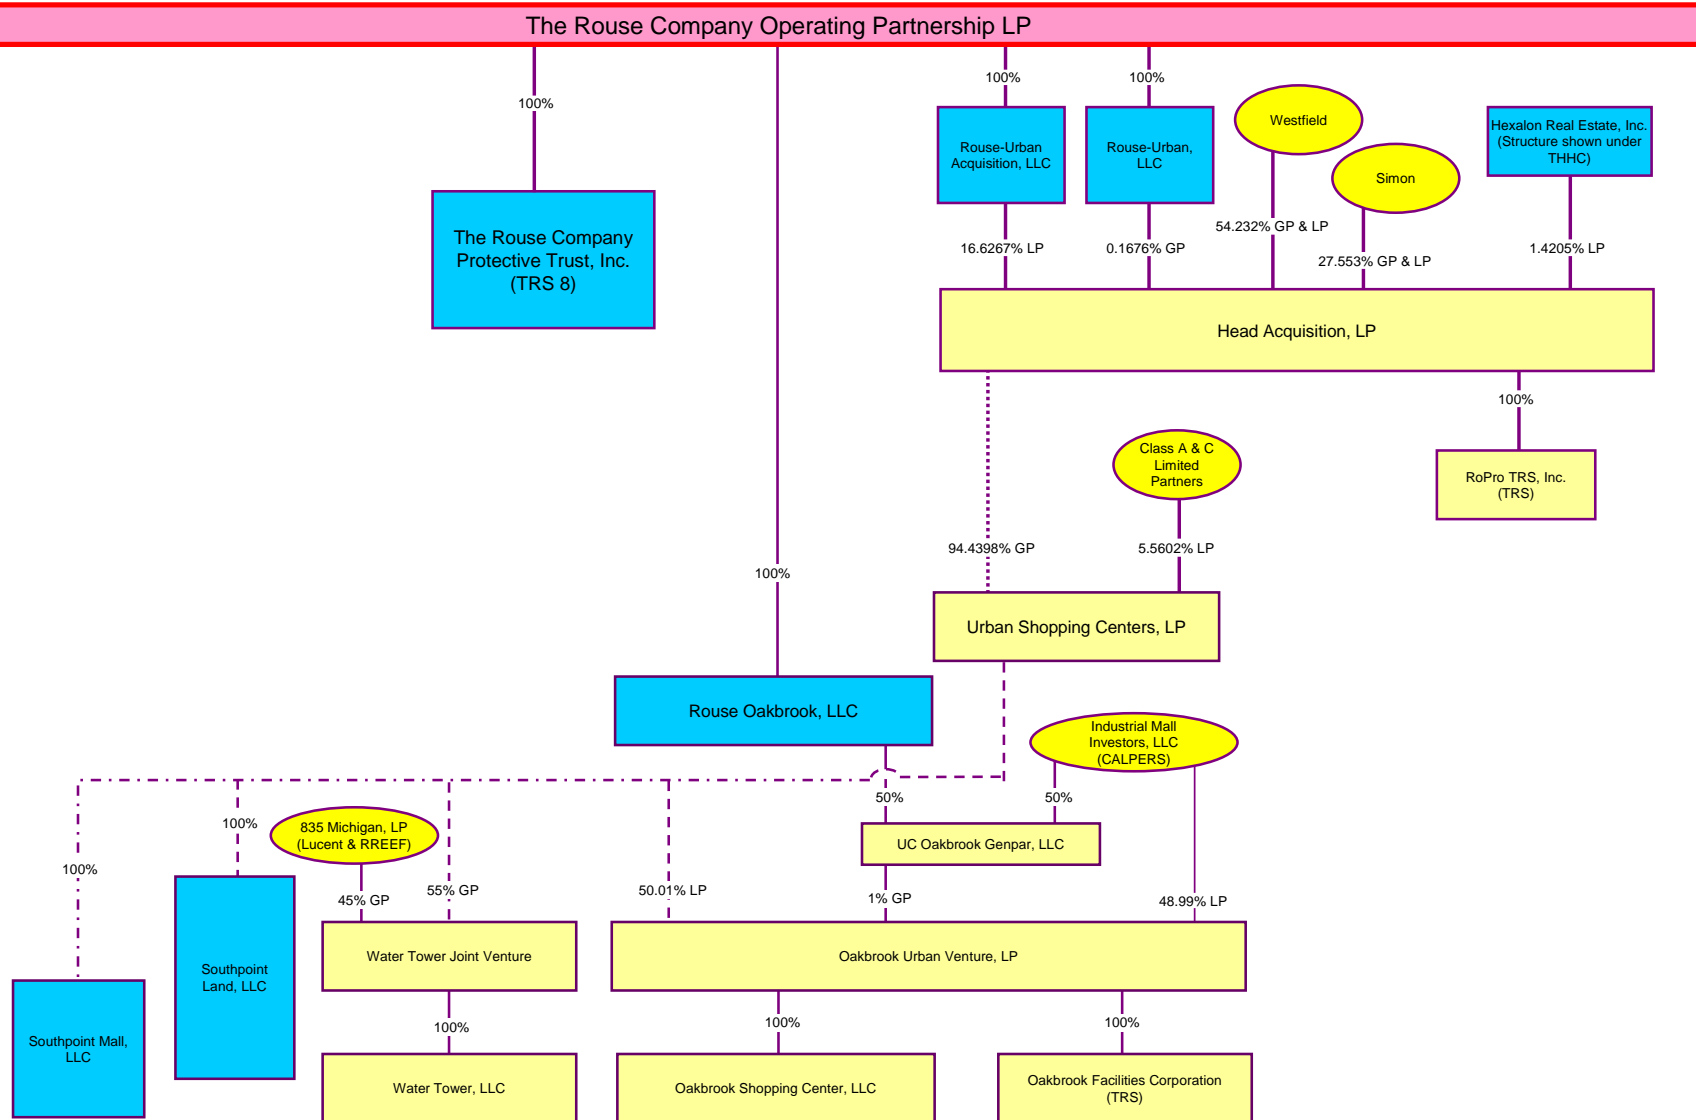 The Rouse Company Operating Partnership LP
100%
100%
100%
100%
Rouse-Urban
Acquisition, LLC
Rouse-Urban,
LLC
Westfield
Simon
Hexalon Real Estate, Inc.
(Structure shown under
THHC)
The Rouse Company
Protective Trust, Inc.
(TRS 8)
16.6267% LP
0.1676% GP
54.232% GP & LP
27.553% GP & LP
1.4205% LP
Head Acquisition, LP
100%
RoPro TRS, Inc.
(TRS)
Class A & C
Limited
Partners
94.4398% GP
5.5602% LP
Urban Shopping Centers, LP
Rouse Oakbrook, LLC
Industrial Mall
Investors, LLC
(CALPERS)
50%
50%
UC Oakbrook Genpar, LLC
100%
100%
835 Michigan, LP
(Lucent & RREEF)
45% GP
55% GP
50.01% LP
1% GP
48.99% LP
Southpoint Mall,
LLC
Southpoint
Land, LLC
Water Tower Joint Venture
Oakbrook Urban Venture, LP
100%
100%
100%
Water Tower, LLC
Oakbrook Shopping Center, LLC
Oakbrook Facilities Corporation
(TRS)